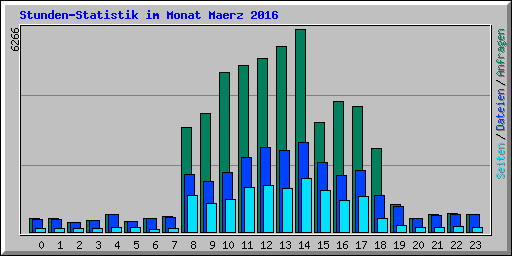 Stunden-Statistik im Monat Maerz 2016
6266
Seiten / Dateien / Anfragen
0 1 2 3 4 5 6 7 8 9 10 11 12 13 14 15 16 17 18 19 20 21 22 23